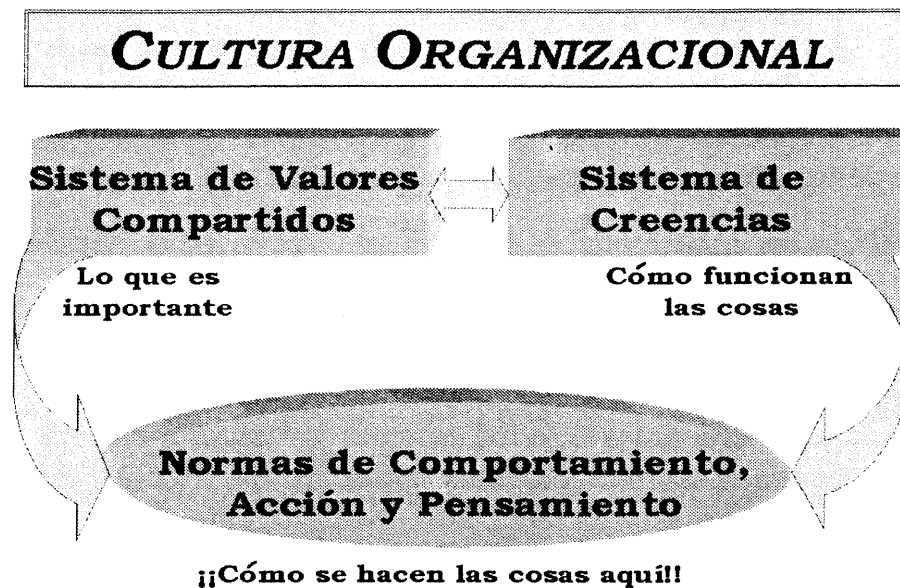 CULTURA ORGANIZACIONAL
Sistema de Valores
Compartidos
Sistema de
Creencias
Lo que es
importante
Cómo funcionan
las cosas
Normas de Comportamiento,
Acción y Pensamiento
¡¡Cómo se hacen las cosas aquí!!